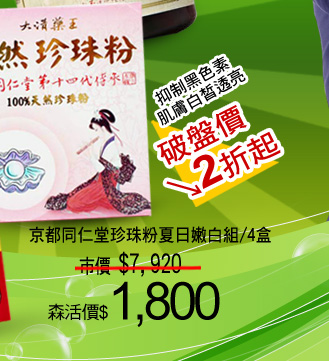 大漢藥王
然珍珠粉
同仁堂第十四代傳承
100%天然珍珠粉
抑制黑色素
肌膚白皙透亮
破盤價
2折起
京都同仁堂珍珠粉夏日嫩白組/4盒
市價 $7,920
森活價$1,800